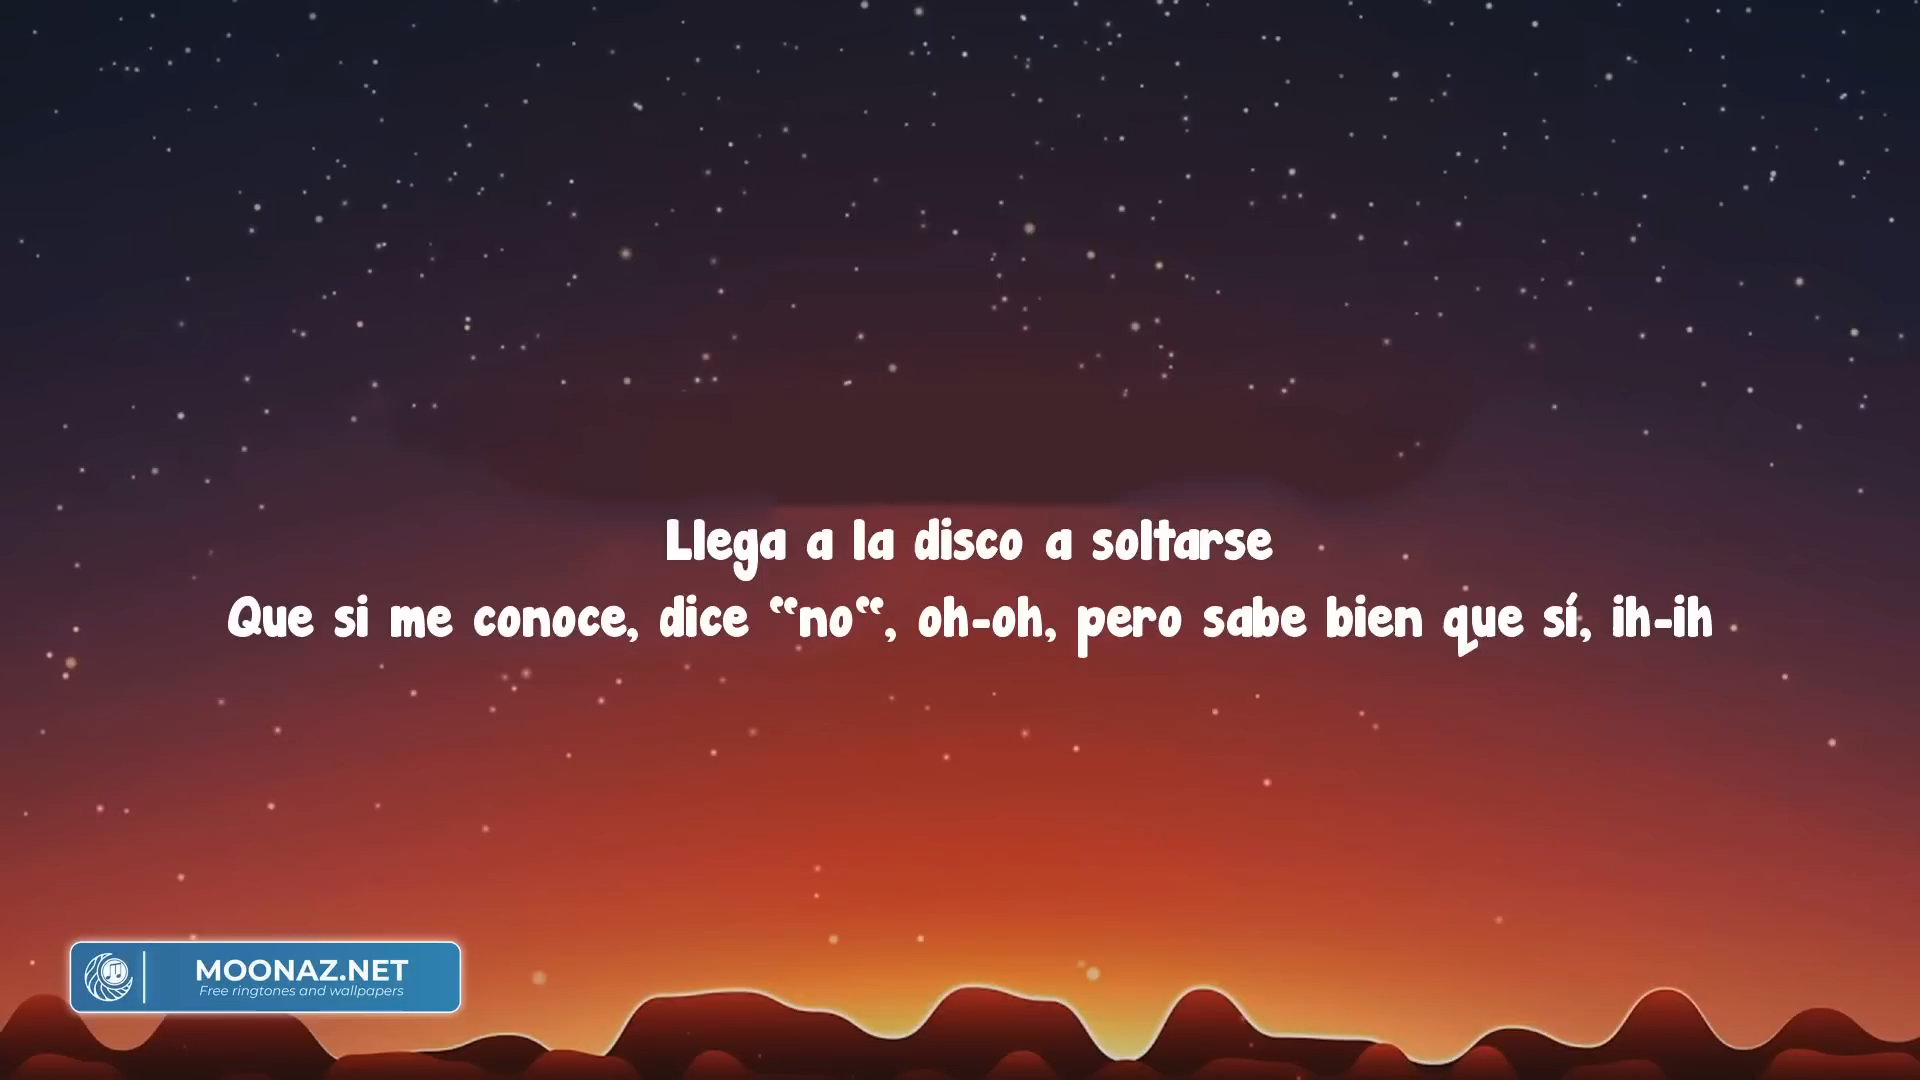 Llega a la disco a soltarse
Que si me conoce, dice “no“, oh-oh, pero sabe bien que sí, ih-ih
MOONAZ.NET
Free ringtones and wallpapers